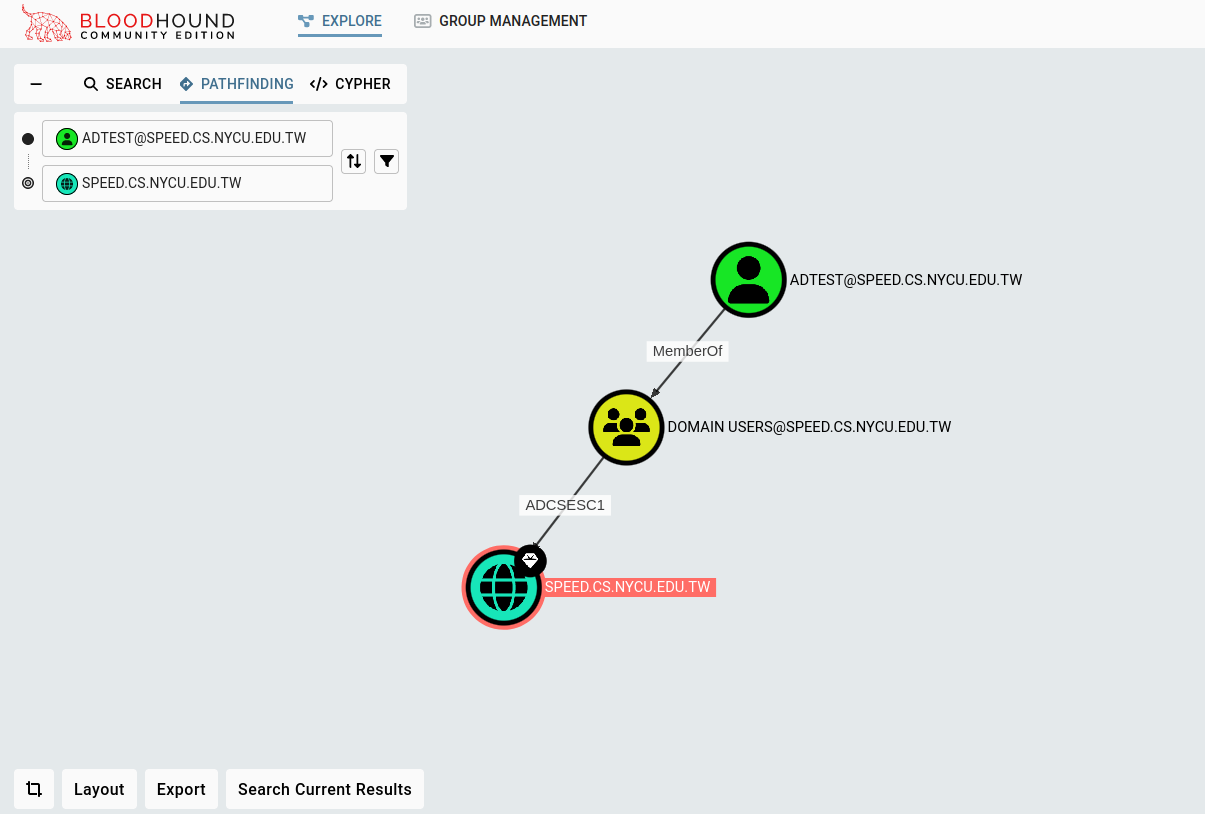 BLOODHOUND
COMMUNITY EDITION
EXPLORE
GROUP MANAGEMENT
SEARCH
PATHFINDING
CYPHER
ADTEST@SPEED.CS.NYCU.EDU.TW
SPEED.CS.NYCU.EDU.TW
ADTEST@SPEED.CS.NYCU.EDU.TW
MemberOf
DOMAIN USERS@SPEED.CS.NYCU.EDU.TW
ADCSESC1
SPEED.CS.NYCU.EDU.TW
Layout
Export
Search Current Results